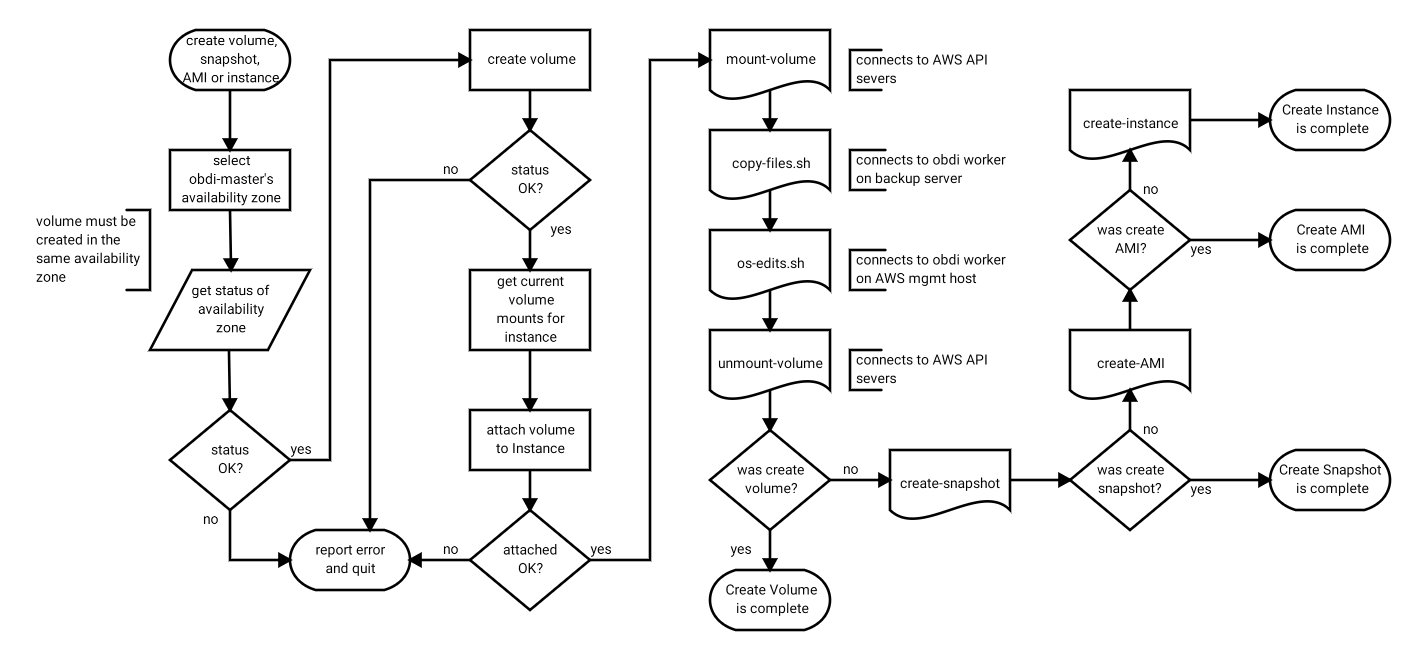 create volume,
snapshot,
AMI or instance
select
obdi-master's
availability zone
volume must be
created in the
same availability
zone
get status of
availability
zone
status
OK?
yes
no
report error
and quit
create volume
status
OK?
no
yes
get current
volume
mounts for
instance
attach volume
to Instance
attached
OK?
no
yes
mount-volume
connects to AWS API
severs
copy-files.sh
connects to obdi worker
on backup server
os-edits.sh
connects to obdi worker
on AWS mgmt host
unmount-volume
connects to AWS API
severs
was create
volume?
no
yes
Create Volume
is complete
create-snapshot
was create
snapshot?
yes
Create Snapshot
is complete
no
create-AMI
was create
AMI?
yes
Create AMI
is complete
no
create-instance
Create Instance
is complete